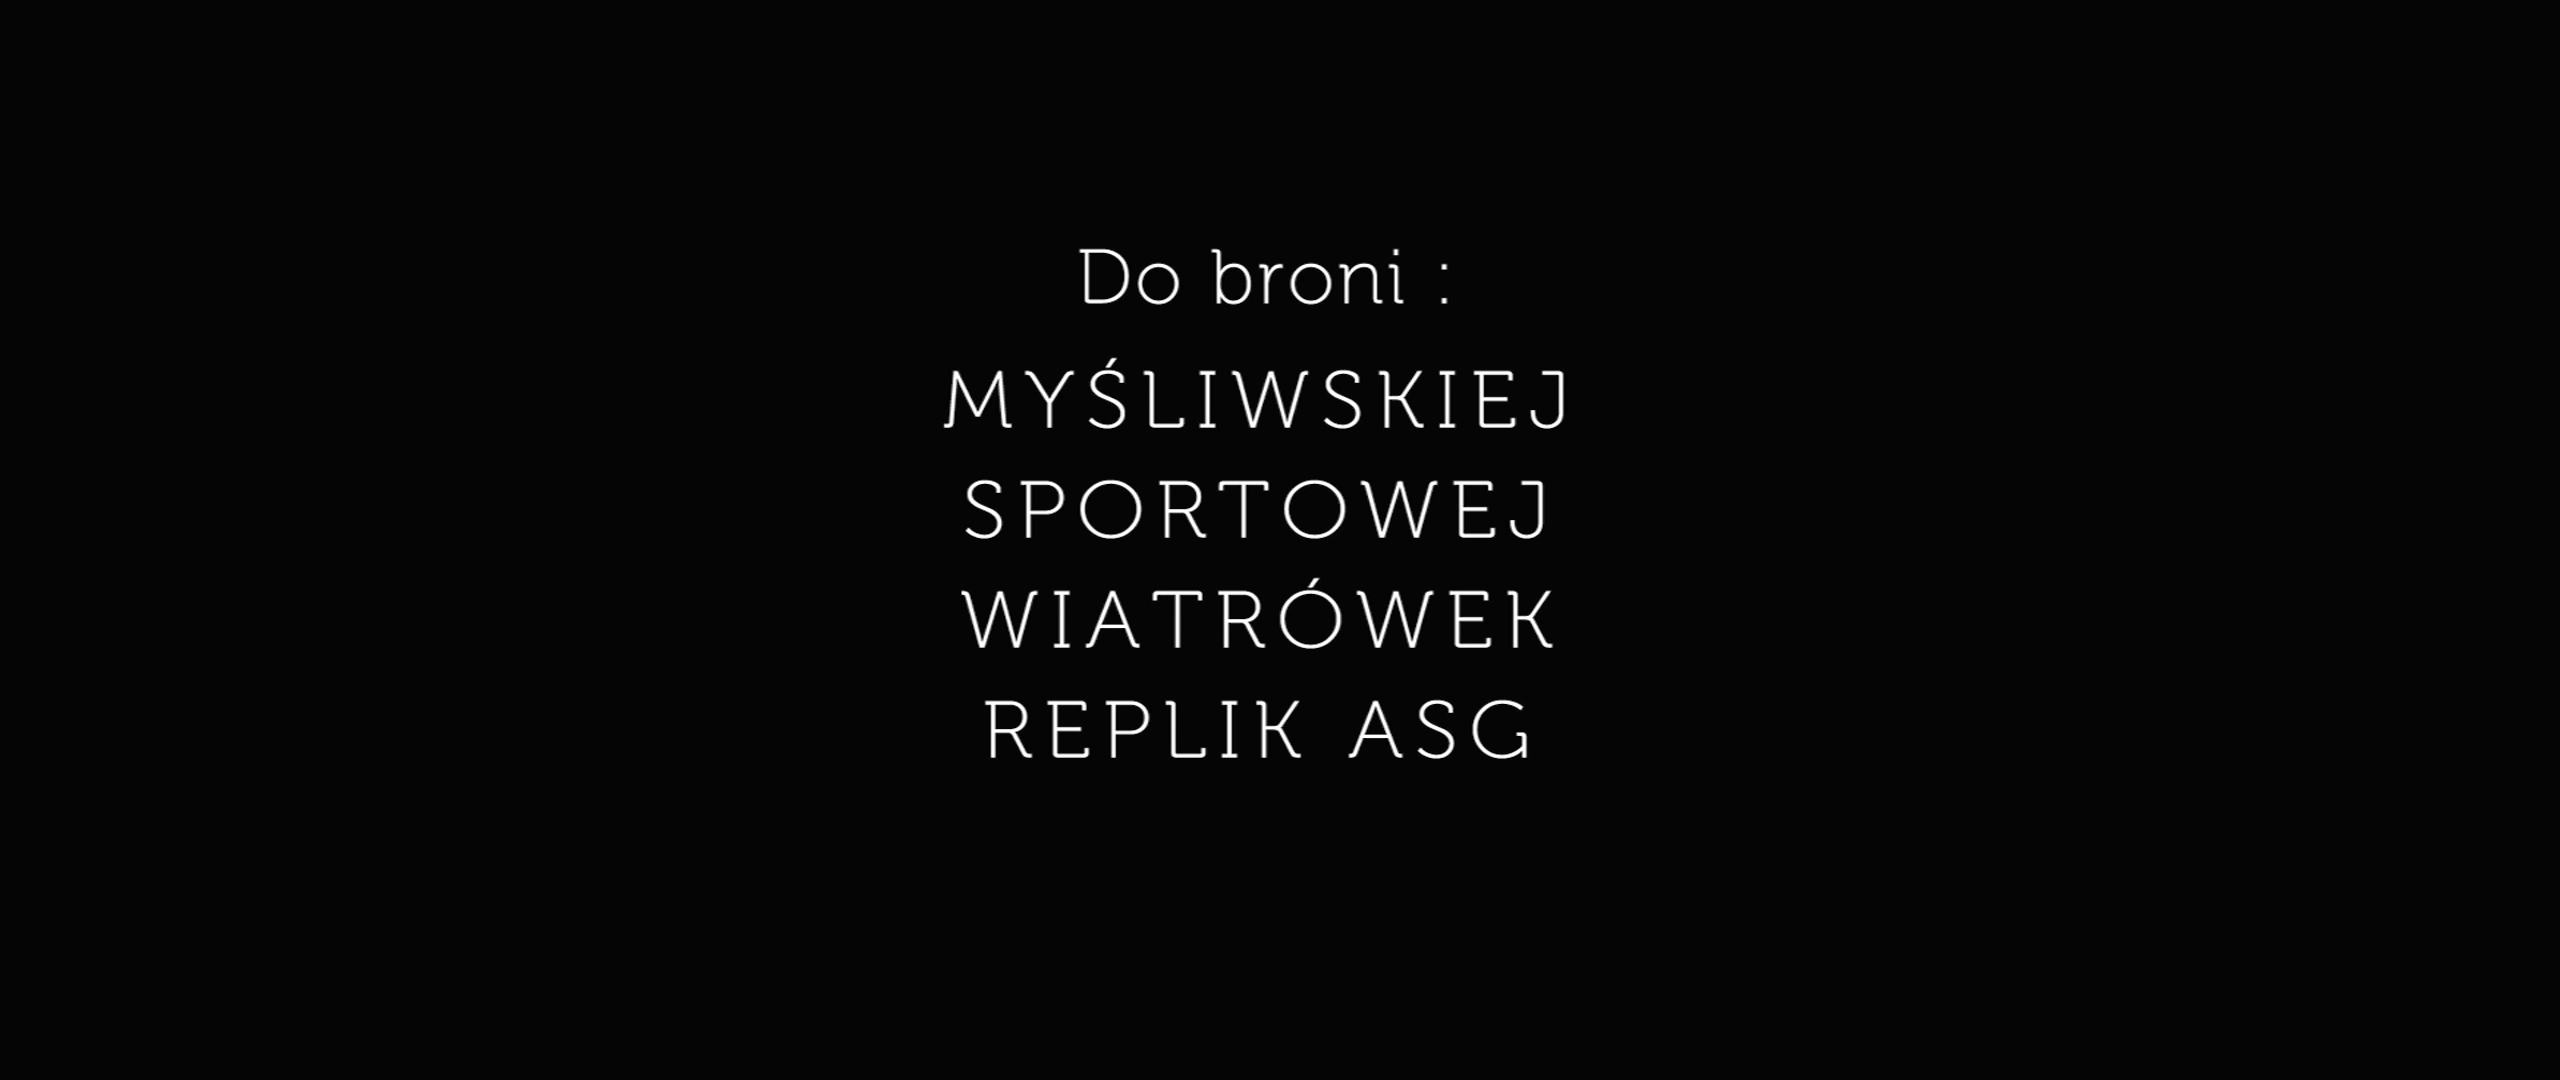 Do broni :
MYŚLIWSKIEJ
SPORTOWEJ
WIATRÓWEK
REPLIK ASG